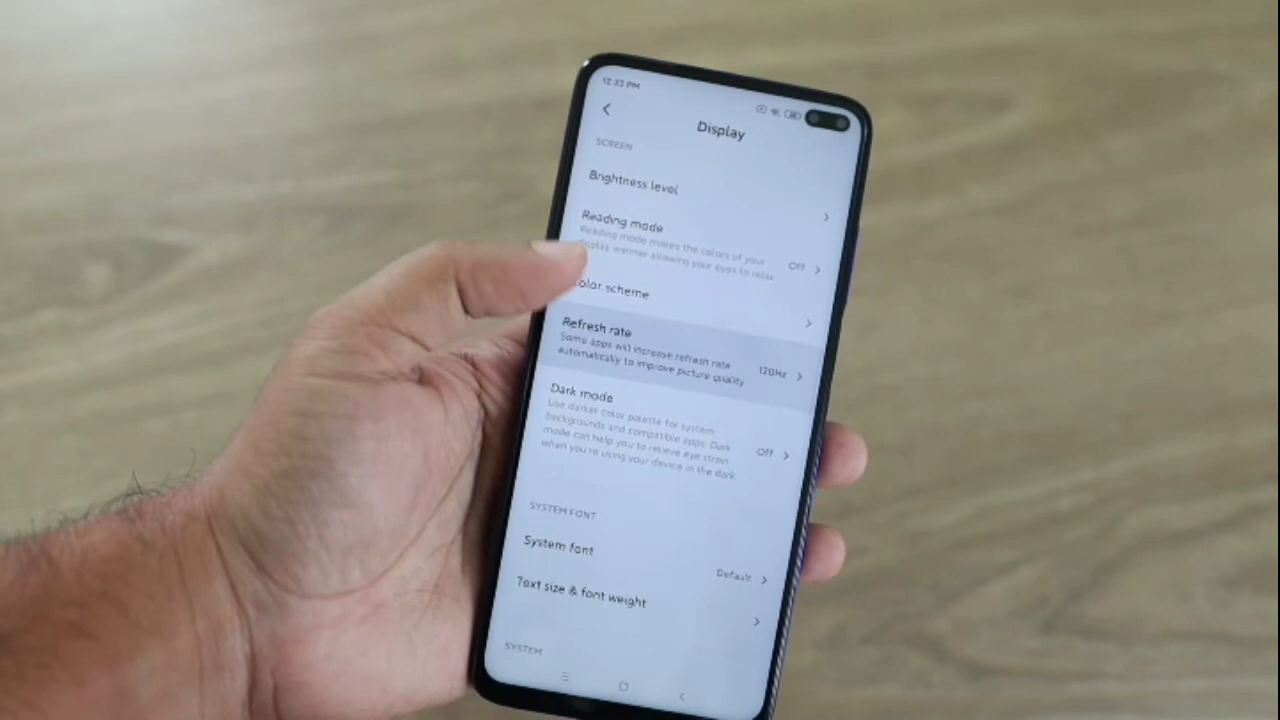 12:32 PM
Display
SCREEN
Brightness level
Reading mode
Reading mode makes the colors of your
display warmer allowing your eyes to relax
Off
olor scheme
Refresh rate
Some apps will increase refresh rate
automatically to improve picture quality
120Hz
Dark mode
Use darker color palette for system
backgrounds and compatible apps. Dark
mode can help you to relieve eye strain
when you're using your device in the dark
Off
SYSTEM FONT
System font
Default
Text size & font weight
SYSTEM